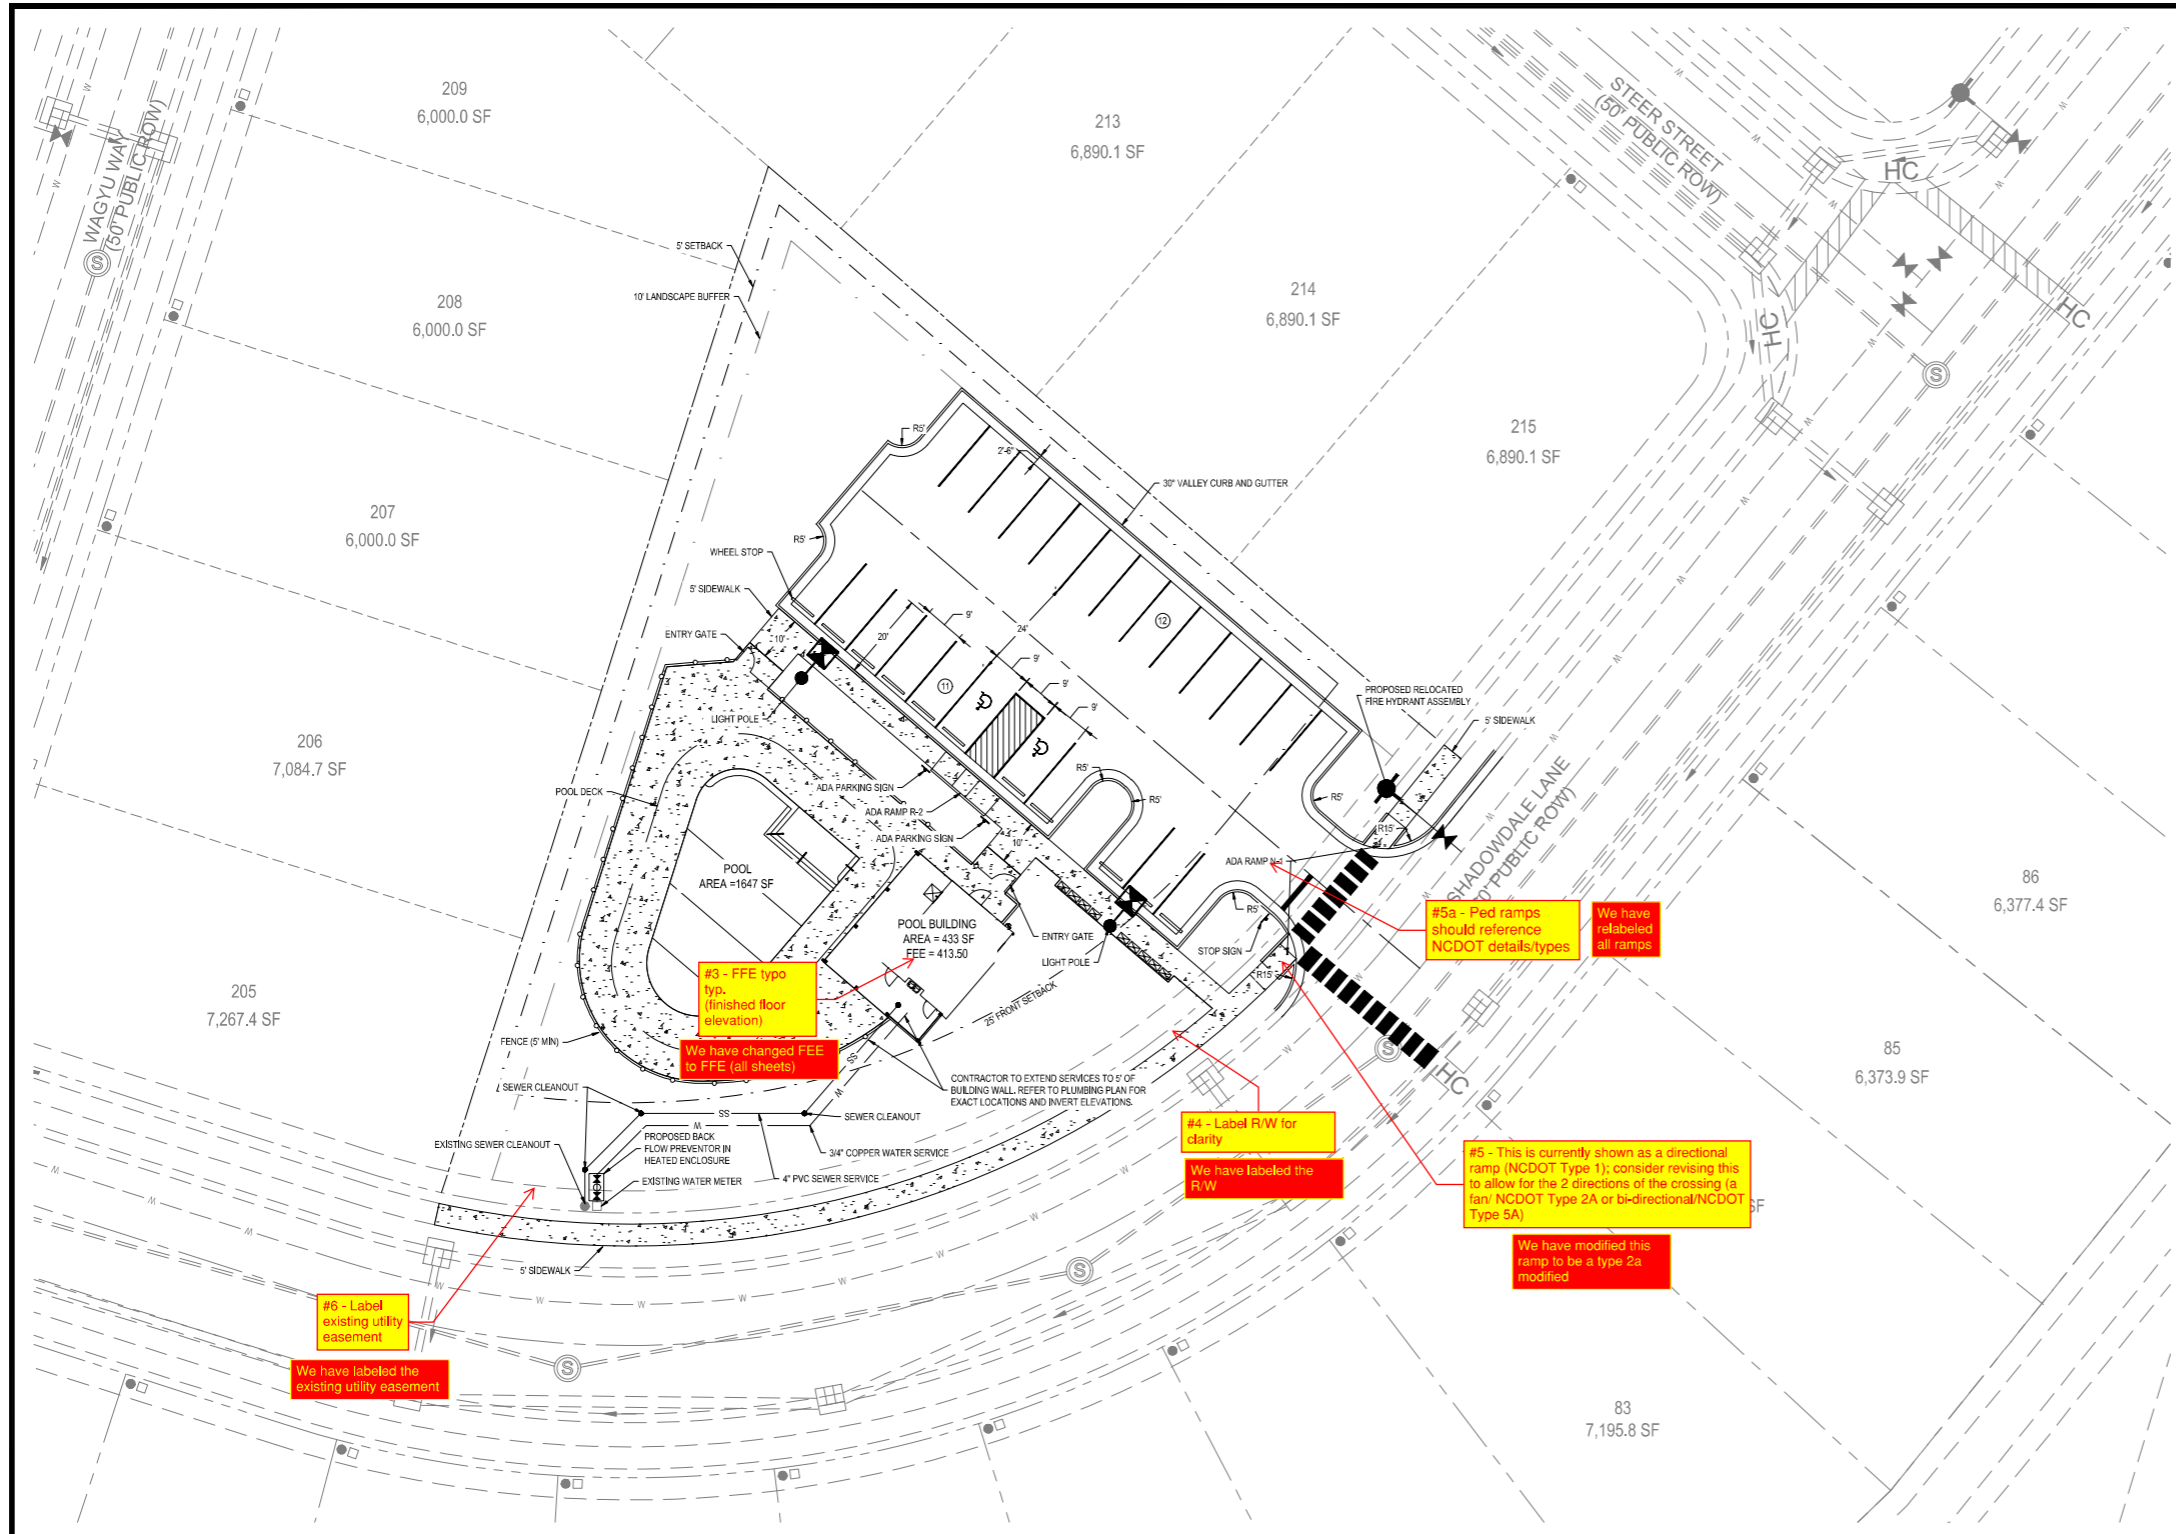 209
6,000.0 SF
213
6,890.1 SF
STEER STREET
(50' PUBLIC ROW)
HC
WAGYU WAY
(50' PUBLIC ROW)
S
5' SETBACK
10' LANDSCAPE BUFFER
208
6,000.0 SF
214
6,890.1 SF
HC
HC
S
R5'
2'-6"
215
6,890.1 SF
30" VALLEY CURB AND GUTTER
207
6,000.0 SF
R5'
WHEEL STOP
5' SIDEWALK
ENTRY GATE
10'
20'
9'
24'
12
9'
9'
9'
11
PROPOSED RELOCATED
FIRE HYDRANT ASSEMBLY
5' SIDEWALK
LIGHT POLE
206
7,084.7 SF
POOL DECK
ADA PARKING SIGN
ADA RAMP R-2
ADA PARKING SIGN
R5'
R5'
R5'
R15'
10'
SHADOWDALE LANE
0' PUBLIC ROW)
ADA RAMP N-1
POOL
AREA =1647 SF
86
6,377.4 SF
#5a - Ped ramps
should reference
NCDOT details/types
We have
relabeled
all ramps
POOL BUILDING
AREA = 433 SF
FEE = 413.50
ENTRY GATE
LIGHT POLE
R5'
STOP SIGN
R15'
#3 - FFE typo
typ.
(finished floor
elevation)
We have changed FEE
to FFE (all sheets)
25' FRONT SETBACK
205
7,267.4 SF
FENCE (5' MIN)
S
85
6,373.9 SF
HC
SS
W
CONTRACTOR TO EXTEND SERVICES TO 5' OF
BUILDING WALL. REFER TO PLUMBING PLAN FOR
EXACT LOCATIONS AND INVERT ELEVATIONS.
SEWER CLEANOUT
SS
SEWER CLEANOUT
W
EXISTING SEWER CLEANOUT
PROPOSED BACK
FLOW PREVENTOR IN
HEATED ENCLOSURE
3/4" COPPER WATER SERVICE
EXISTING WATER METER
4" PVC SEWER SERVICE
#4 - Label R/W for
clarity
We have labeled the
R/W
#5 - This is currently shown as a directional
ramp (NCDOT Type 1); consider revising this
to allow for the 2 directions of the crossing (a
fan/ NCDOT Type 2A or bi-directional/NCDOT
Type 5A)
SF
We have modified this
ramp to be a type 2a
modified
5' SIDEWALK
S
#6 - Label
existing utility
easement
We have labeled the
existing utility easement
S
83
7,195.8 SF